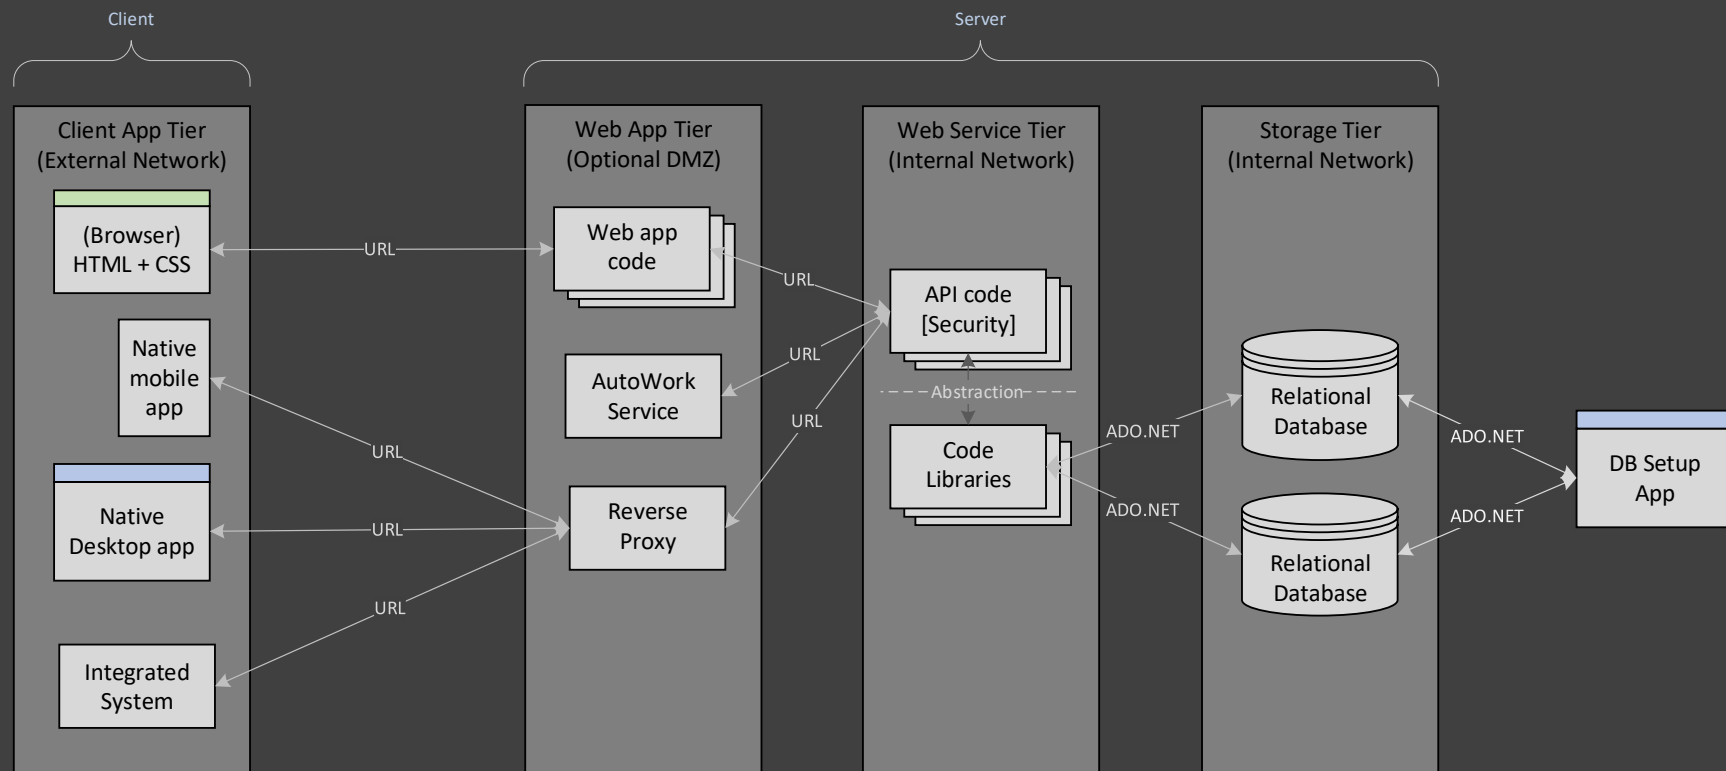 Client
Server
Client App Tier
(External Network)
Web App Tier
(Optional DMZ)
Web Service Tier
(Internal Network)
Storage Tier
(Internal Network)
(Browser)
HTML + CSS
Native
mobile
app
Native
Desktop app
Integrated
System
URL
URL
URL
URL
Web app
code
AutoWork
Service
Reverse
Proxy
URL
URL
URL
API code
[Security]
Abstraction
Code
Libraries
ADO.NET
ADO.NET
Relational
Database
Relational
Database
ADO.NET
ADO.NET
DB Setup
App